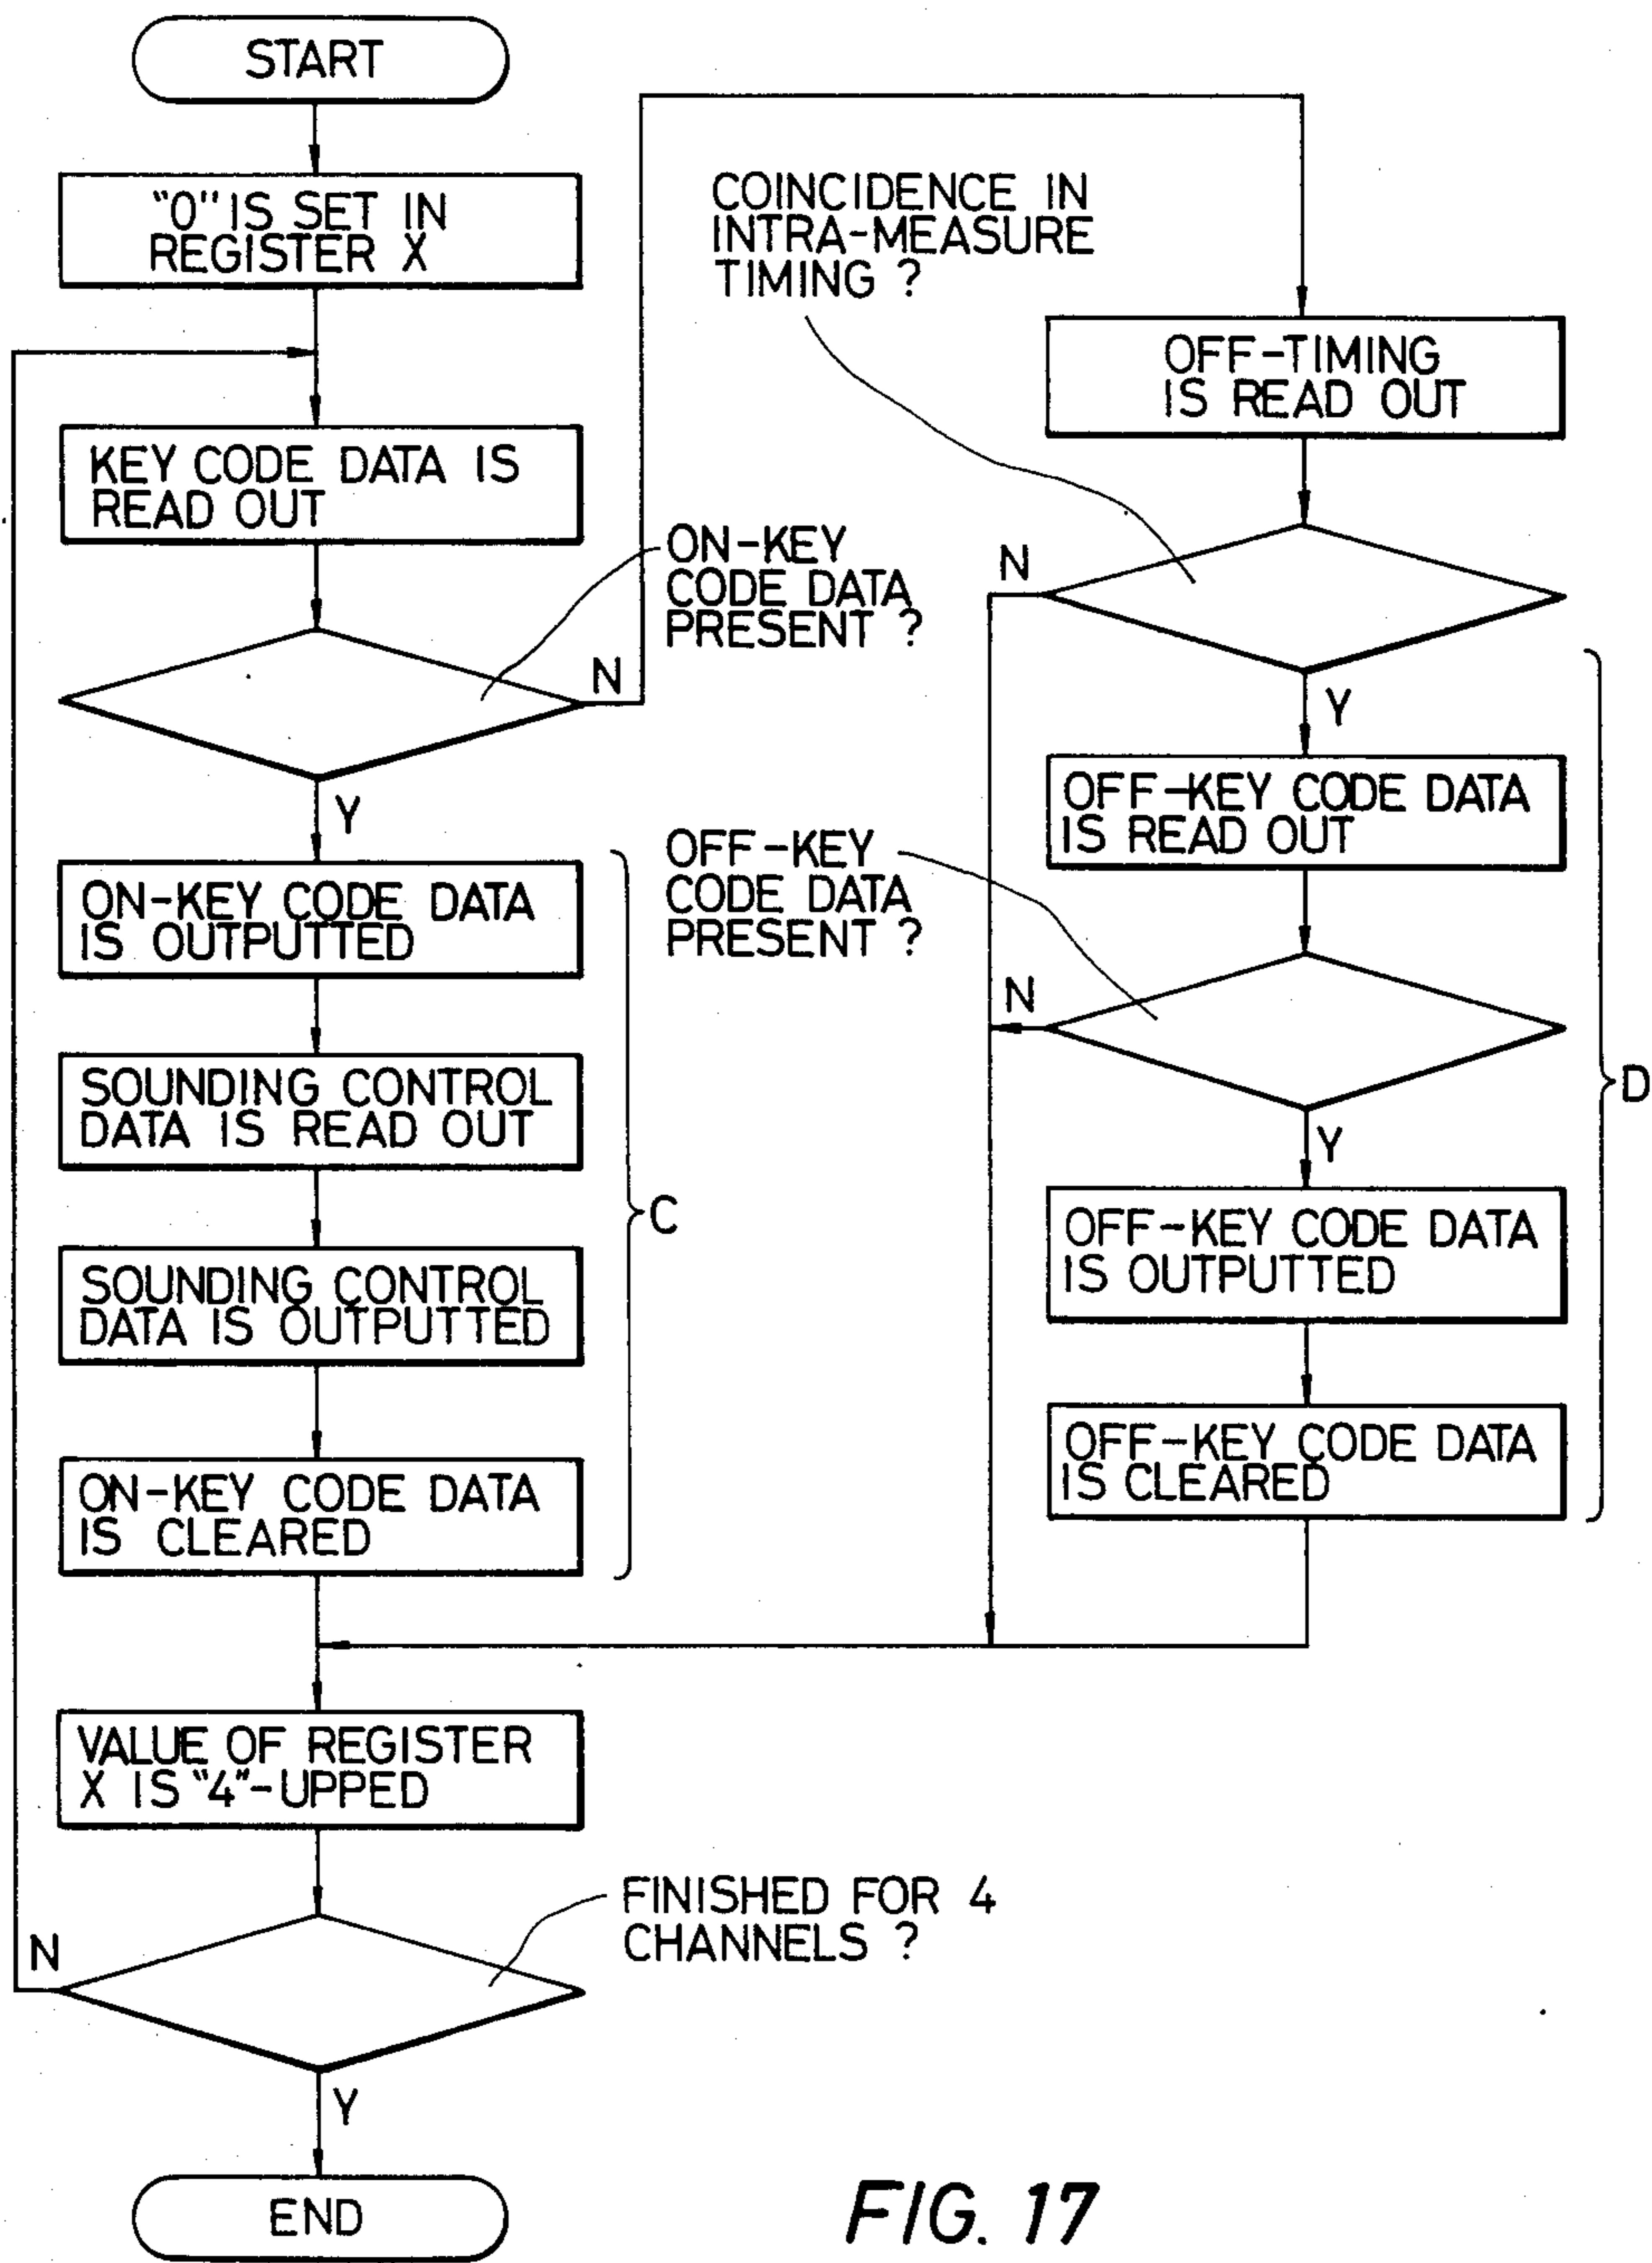 START
"0" IS SET IN
REGISTER X
KEY CODE DATA IS
READ OUT
ON-KEY
CODE DATA
PRESENT ?
N
Y
ON-KEY CODE DATA
IS OUTPUTTED
SOUNDING CONTROL
DATA IS READ OUT
SOUNDING CONTROL
DATA IS OUTPUTTED
ON-KEY CODE DATA
IS CLEARED
C
VALUE OF REGISTER
X IS "4"-UPPED
FINISHED FOR 4
CHANNELS ?
N
Y
END
COINCIDENCE IN
INTRA-MEASURE
TIMING ?
OFF-TIMING
IS READ OUT
N
Y
OFF-KEY CODE DATA
IS READ OUT
OFF-KEY
CODE DATA
PRESENT ?
N
Y
OFF-KEY CODE DATA
IS OUTPUTTED
OFF-KEY CODE DATA
IS CLEARED
D
FIG. 17